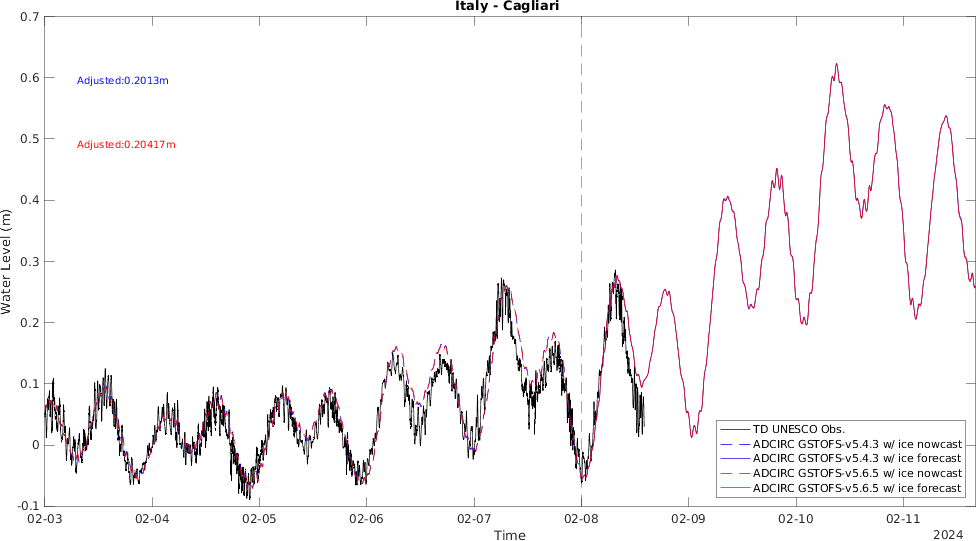 Italy - Cagliari
0.7
0.6
0.5
0.4
0.3
0.2
0.1
0
-0.1
Water Level (m)
Adjusted:0.2013m
Adjusted:0.20417m
TD UNESCO Obs.
ADCIRC GSTOFS-v5.4.3 w/ ice nowcast
ADCIRC GSTOFS-v5.4.3 w/ ice forecast
ADCIRC GSTOFS-v5.6.5 w/ ice nowcast
ADCIRC GSTOFS-v5.6.5 w/ ice forecast
02-03 02-04 02-05 02-06 02-07 02-08 02-09 02-10 02-11
Time
2024